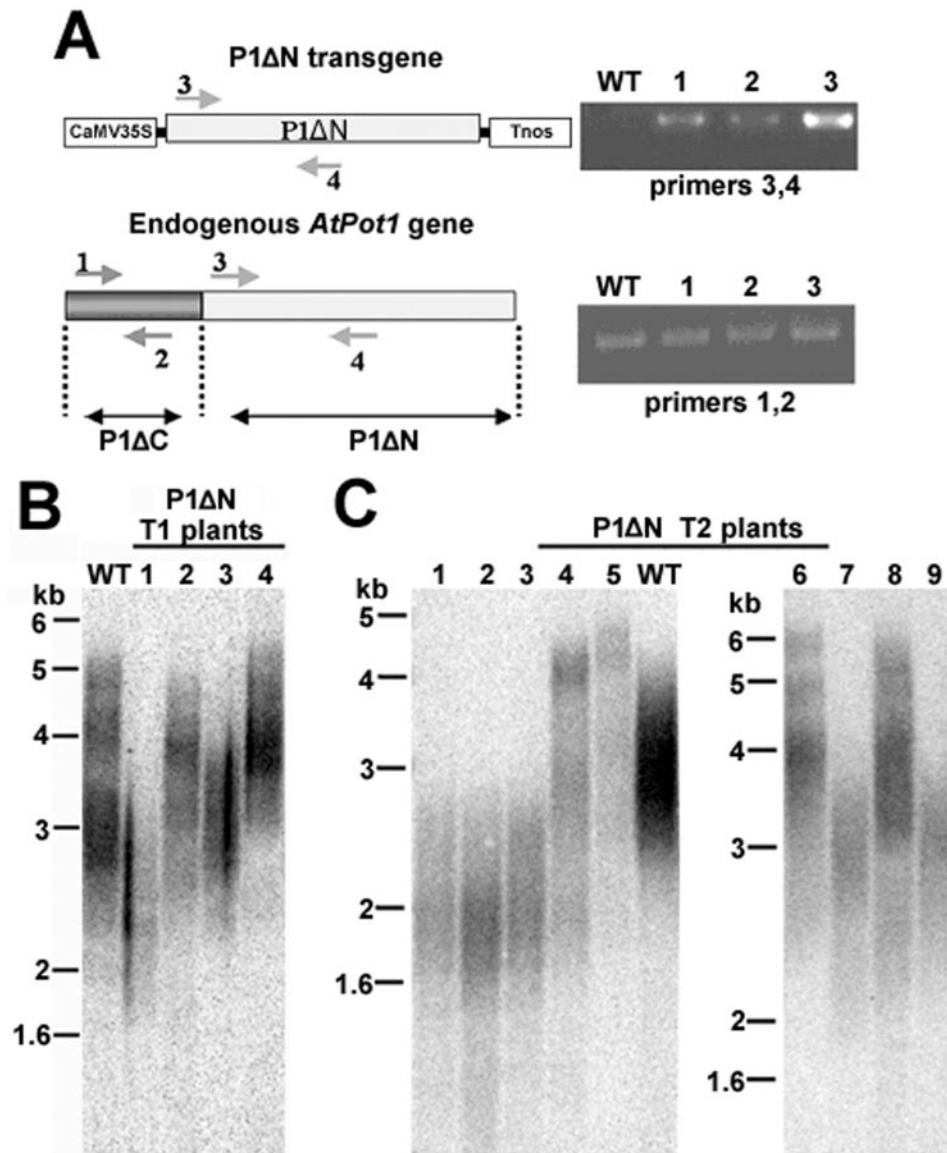 A
P1ΔN transgene
3
CaMV35S P1ΔN Tnos
4
WT 1 2 3
primers 3,4
Endogenous AtPot1 gene
1 3
2 4
P1ΔC P1ΔN
WT 1 2 3
primers 1,2
B
P1ΔN
T1 plants
WT 1 2 3 4
kb
6
5
4
3
2
1.6
C
P1ΔN T2 plants
1 2 3 4 5 WT
kb
5
4
3
2
1.6
6 7 8 9
kb
6
5
4
3
2
1.6